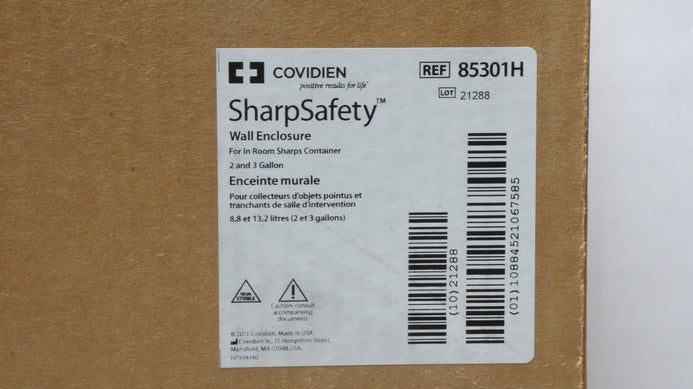 COVIDIEN
positive results for life™
REF 85301H
LOT 21288
SharpSafety™
Wall Enclosure
For In Room Sharps Container
2 and 3 Gallon
Enceinte murale
Pour collecteurs d'objets pointus et
tranchants de salle d'intervention
8,8 et 13.2 litres (2 et 3 gallons)
NON
STERILE
Caution, consult
accompanying
documents
(10)21288
(01)10884521067585
© 2011 Covidien. Made in USA.
Covidien llc, 15 Hampshire Street,
Mansfield, MA 02048 USA.